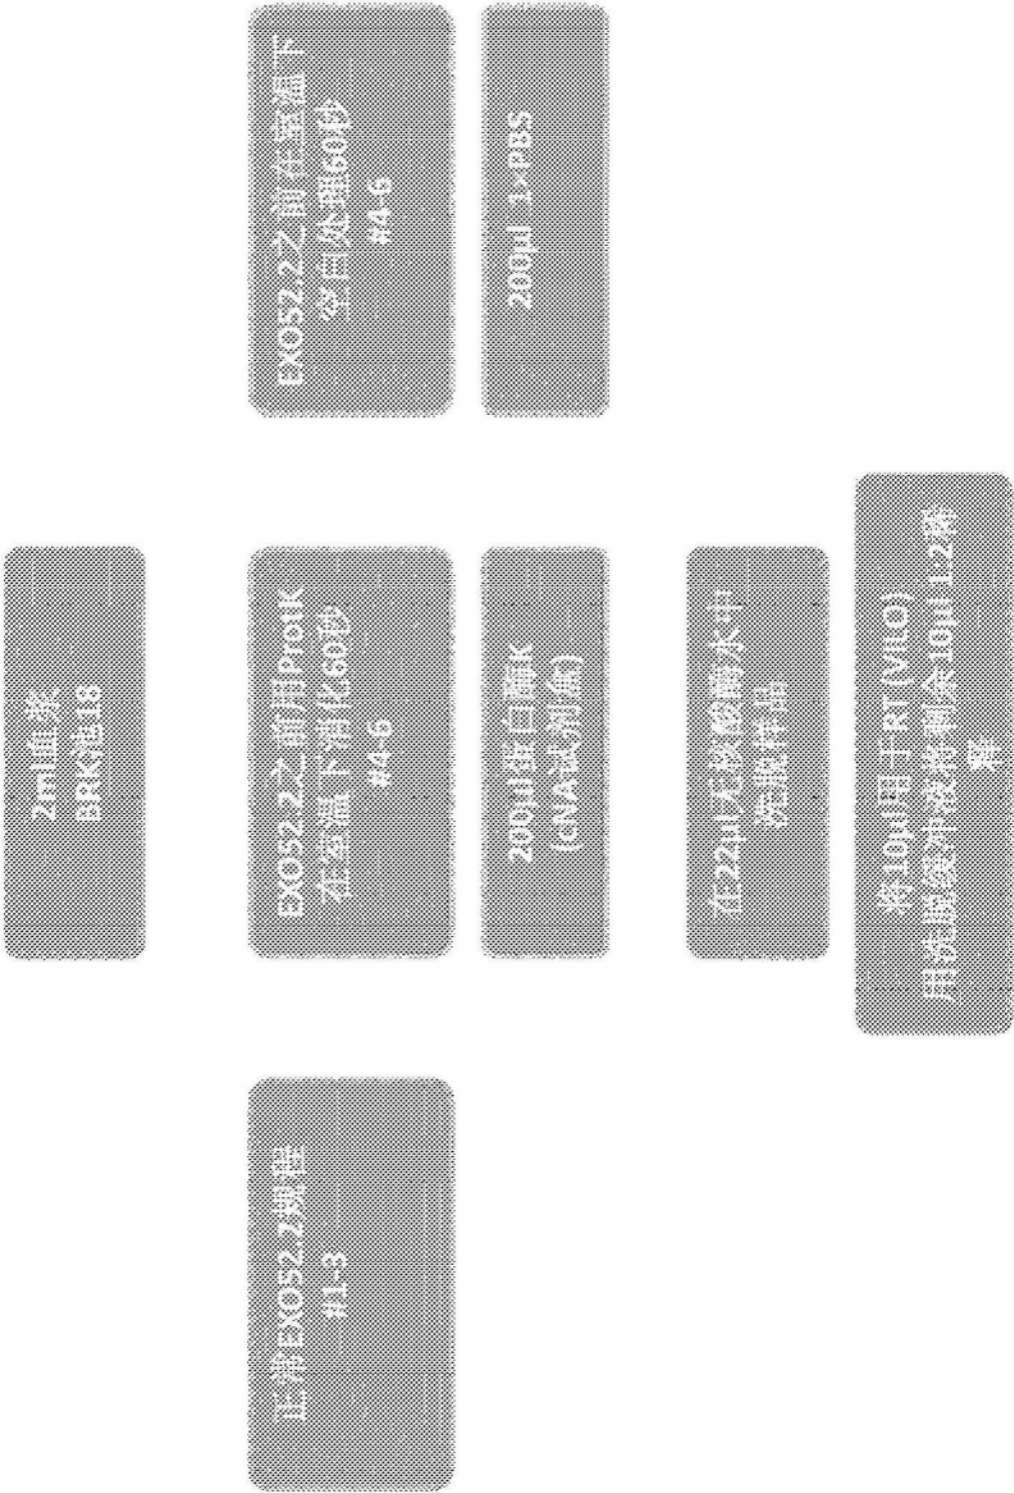 2ml血浆
BRK池18
正常EXO52.2规程
#1-3
EXO52.2之前用ProtK
在室温下消化60秒
#4-6
EXO52.2之前在室温下
空白处理60秒
#4-6
200μl蛋白酶K
(cNA试剂盒)
200μl 1×PBS
在22μl无核酸酶水中
洗脱样品
将10μl用于RT(VILO)
用洗脱缓冲液将剩余10μl 1:2稀
释